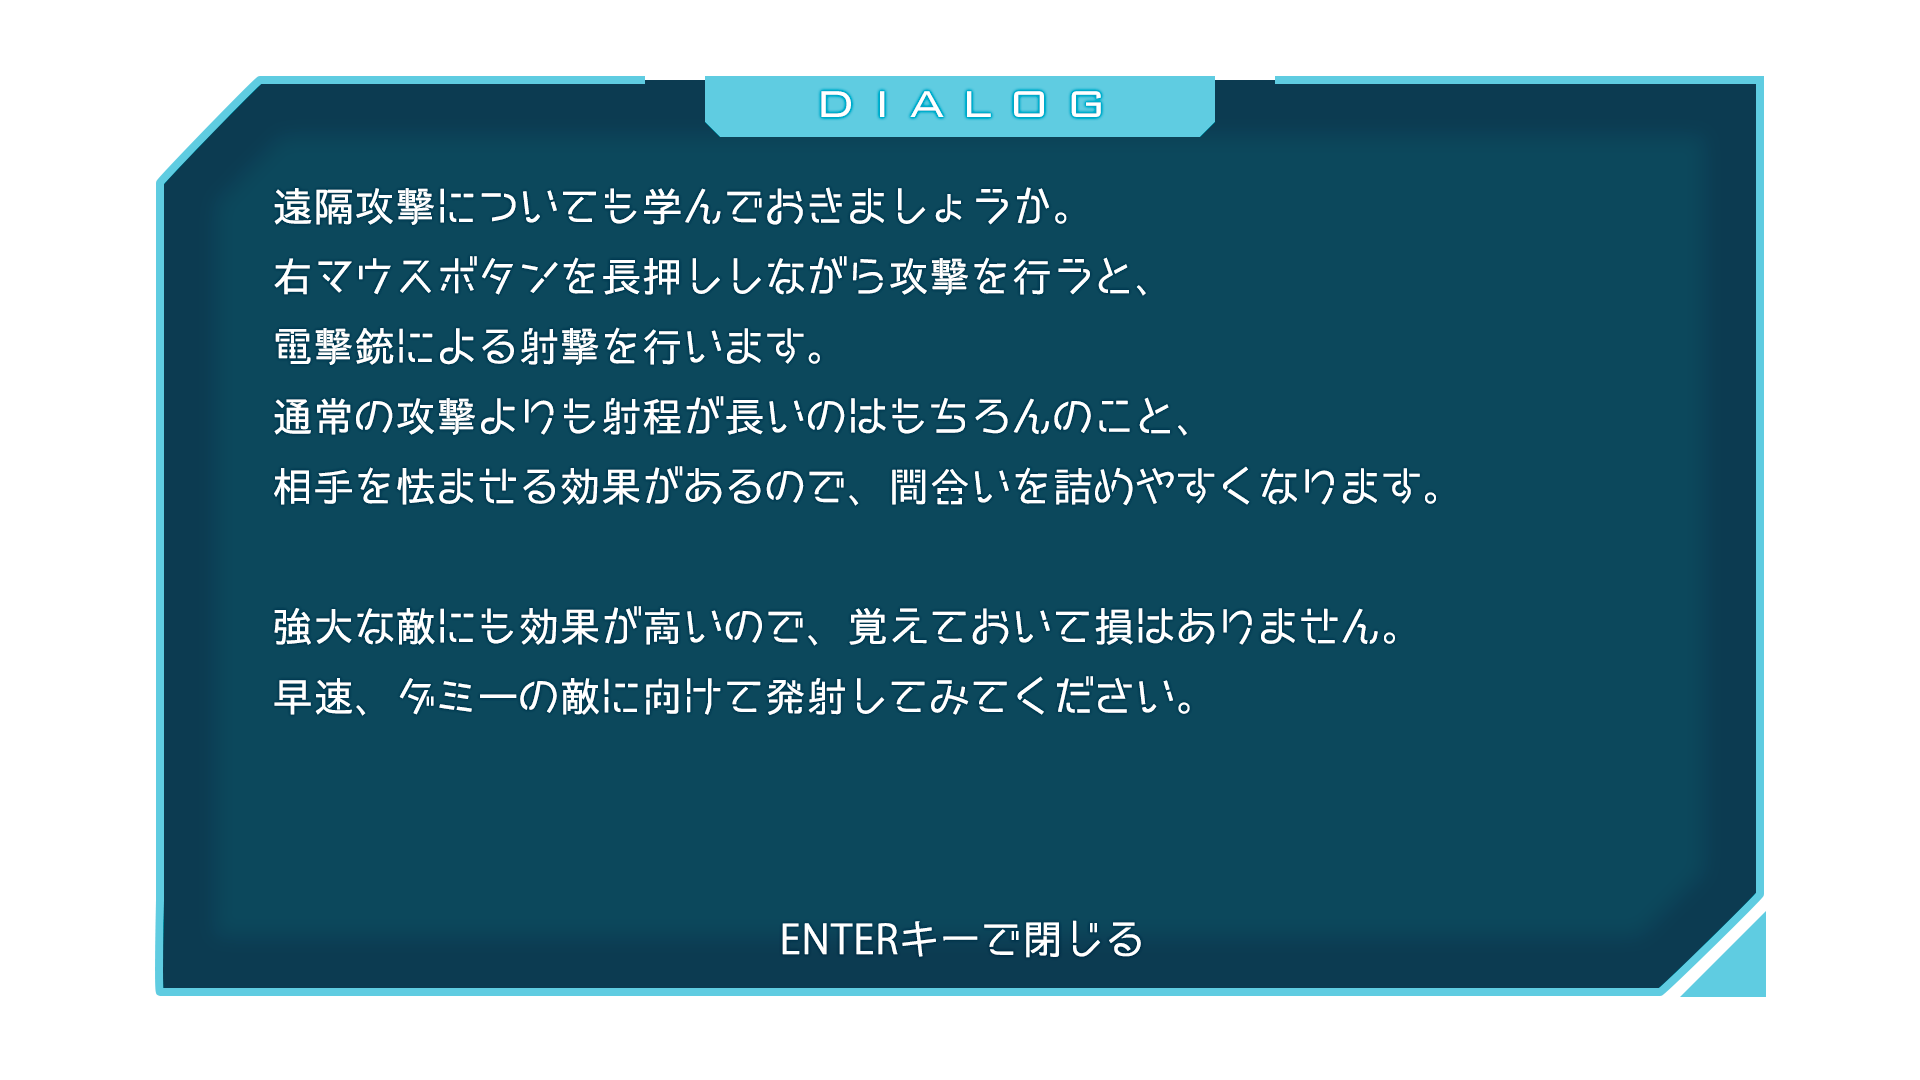 DIALOG
遠隔攻撃についても学んでおきましょうか。
右マウスボタンを長押ししながら攻撃を行うと、
電撃銃による射撃を行います。
通常の攻撃よりも射程が長いのはもちろんのこと、
相手を怯ませる効果があるので、間合いを詰めやすくなります。
強大な敵にも効果が高いので、覚えておいて損はありません。
早速、ダミーの敵に向けて発射してみてください。
ENTERキーで閉じる